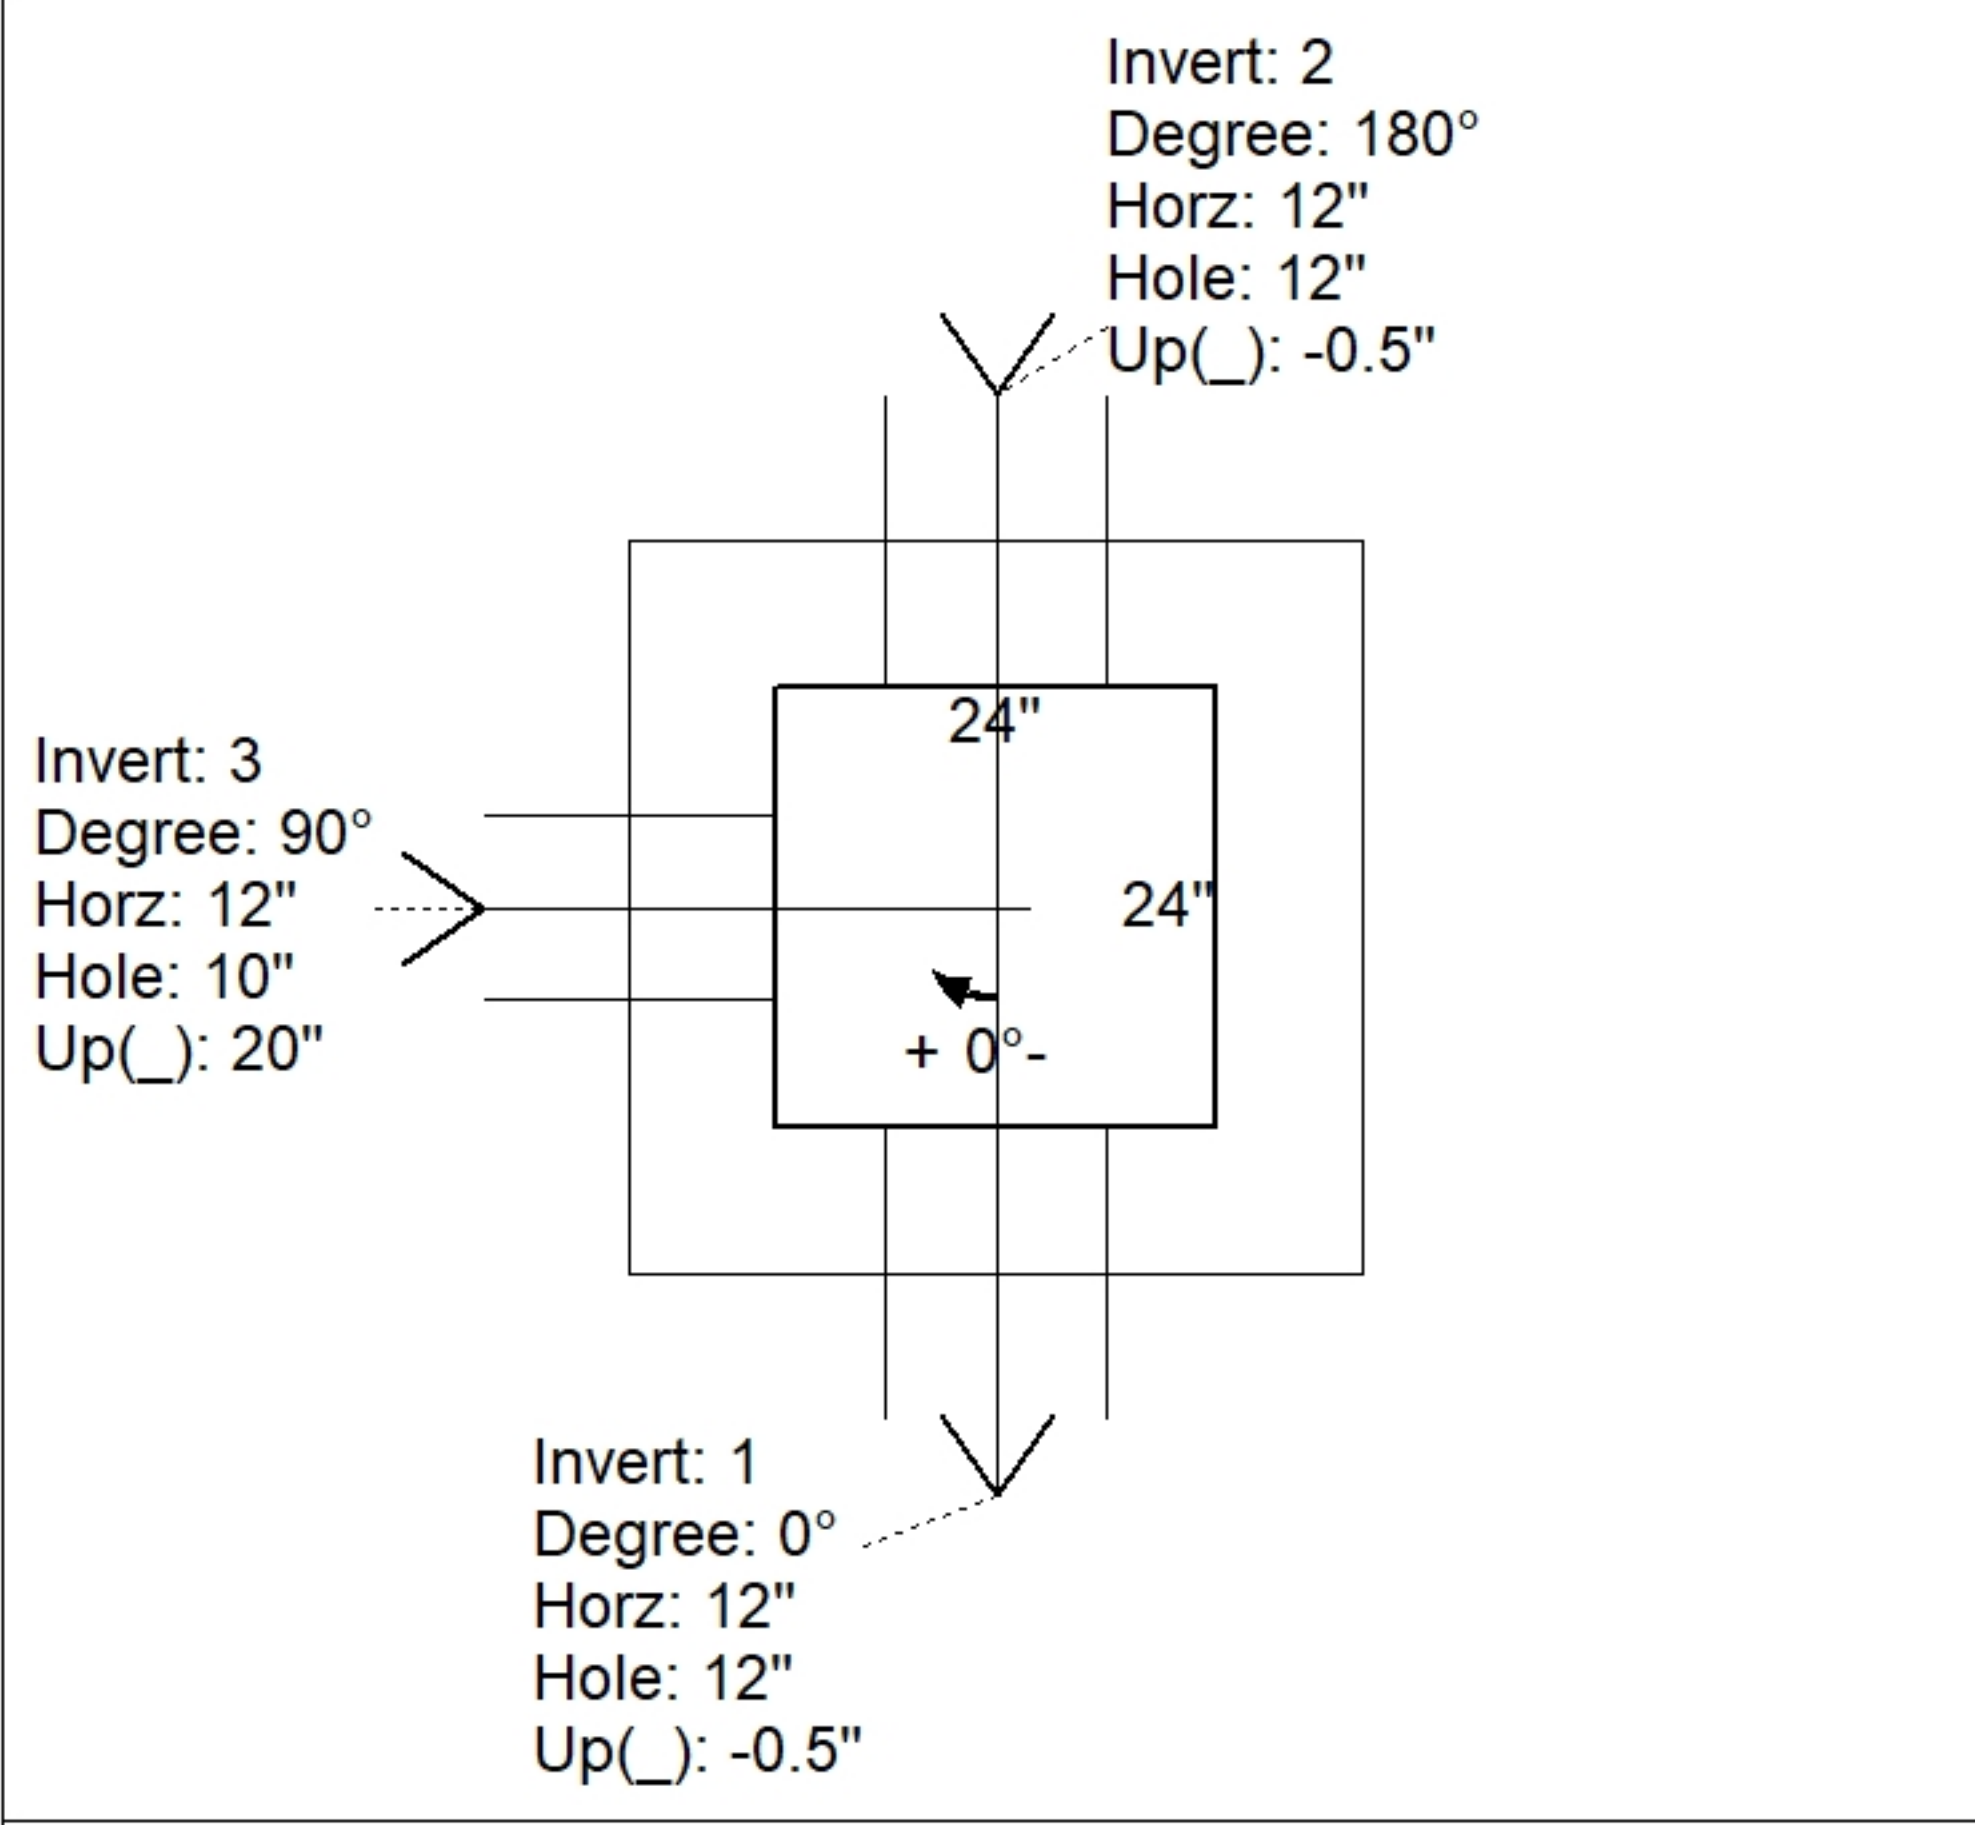 Invert: 2
Degree: 180°
Horz: 12"
Hole: 12"
Up(_): -0.5"
24"
Invert: 3
Degree: 90°
Horz: 12"
Hole: 10"
Up(_): 20"
24"
+ 0°-
Invert: 1
Degree: 0°
Horz: 12"
Hole: 12"
Up(_): -0.5"